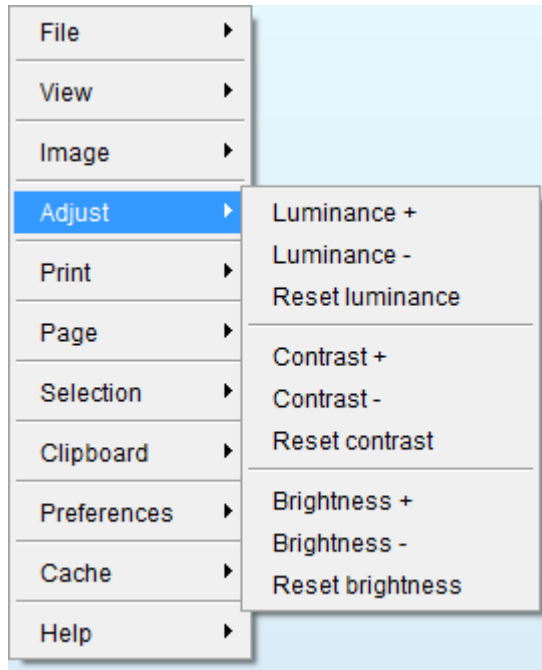 File
View
Image
Adjust
Print
Page
Selection
Clipboard
Preferences
Cache
Help
Luminance +
Luminance -
Reset luminance
Contrast +
Contrast -
Reset contrast
Brightness +
Brightness -
Reset brightness